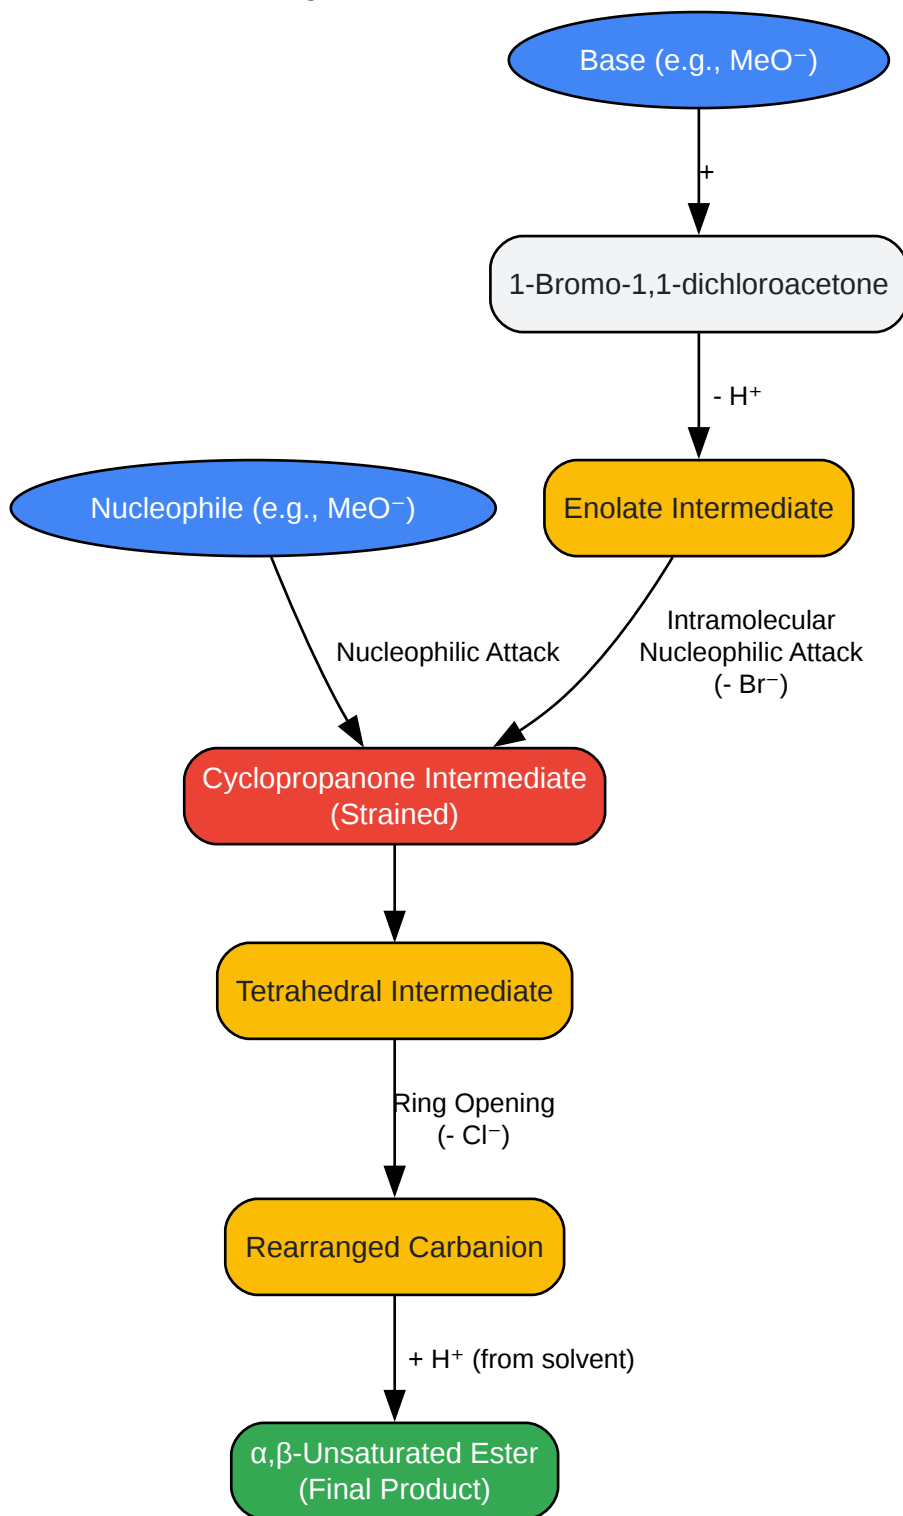 Base (e.g., MeO⁻)
+
1-Bromo-1,1-dichloroacetone
- H⁺
Nucleophile (e.g., MeO⁻)
Enolate Intermediate
Nucleophilic Attack
Intramolecular
Nucleophilic Attack
(- Br⁻)
Cyclopropanone Intermediate
(Strained)
Tetrahedral Intermediate
Ring Opening
(- Cl⁻)
Rearranged Carbanion
+ H⁺ (from solvent)
α,β-Unsaturated Ester
(Final Product)